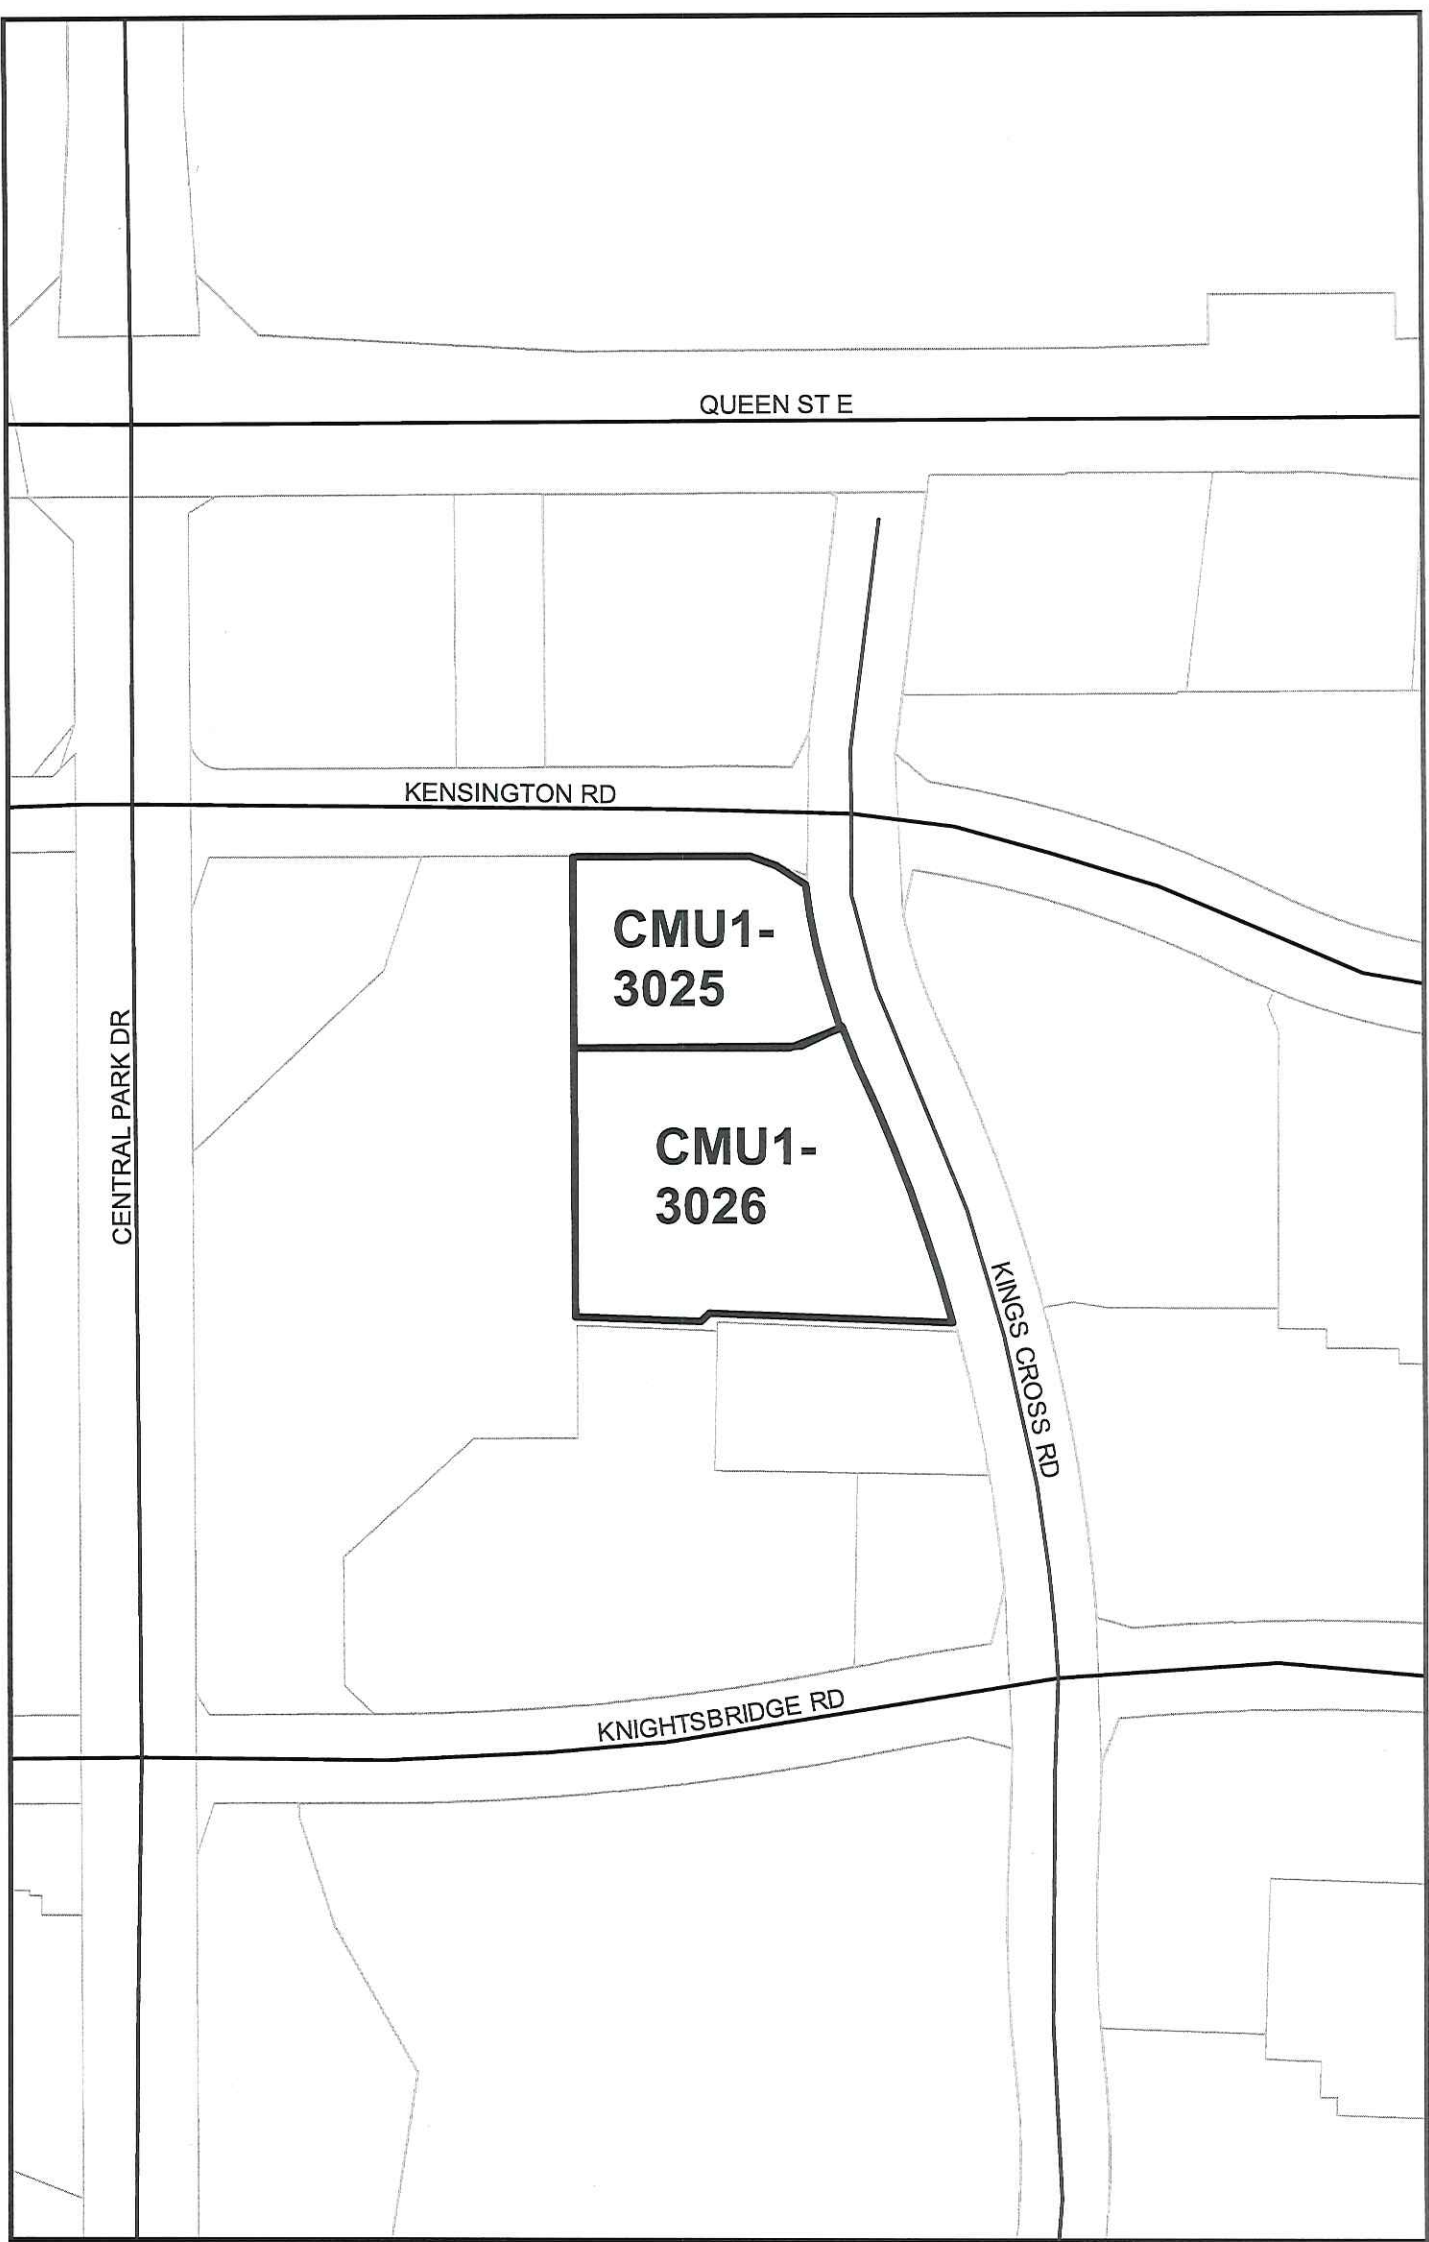 QUEEN ST E
KENSINGTON RD
CMU1-
3025
CENTRAL PARK DR
CMU1-
3026
KINGS CROSS RD
KNIGHTSBRIDGE RD